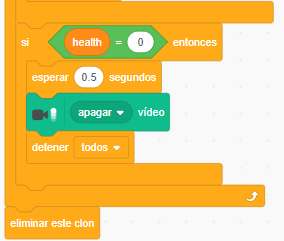 si health = 0 entonces
esperar 0.5 segundos
apagar vídeo
detener todos
eliminar este clon